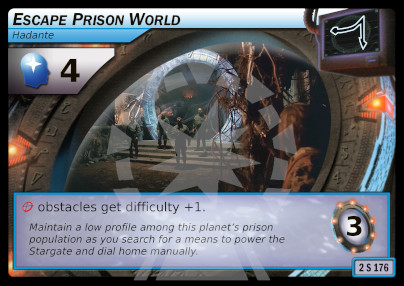 ESCAPE PRISON WORLD
Hadante
4
obstacles get difficulty +1.
Maintain a low profile among this planet's prison
population as you search for a means to power the
Stargate and dial home manually.
3
2 S 176